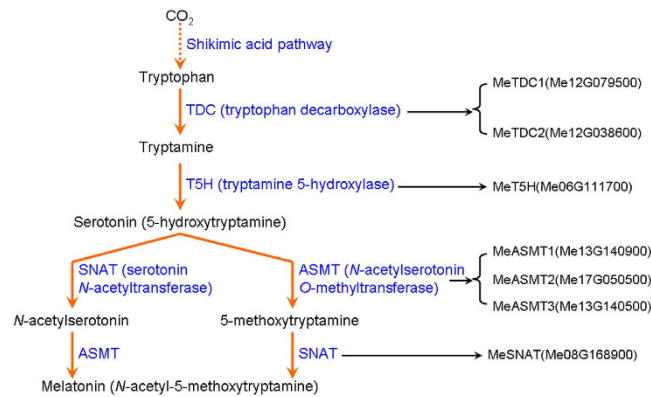 CO2
Shikimic acid pathway
Tryptophan
TDC (tryptophan decarboxylase)
MeTDC1(Me12G079500)
MeTDC2(Me12G038600)
Tryptamine
T5H (tryptamine 5-hydroxylase)
MeT5H(Me06G111700)
Serotonin (5-hydroxytryptamine)
SNAT (serotonin
N-acetyltransferase)
ASMT (N-acetylserotonin
O-methyltransferase)
MeASMT1(Me13G140900)
MeASMT2(Me17G050500)
MeASMT3(Me13G140500)
N-acetylserotonin
5-methoxytryptamine
ASMT
SNAT
MeSNAT(Me08G168900)
Melatonin (N-acetyl-5-methoxytryptamine)